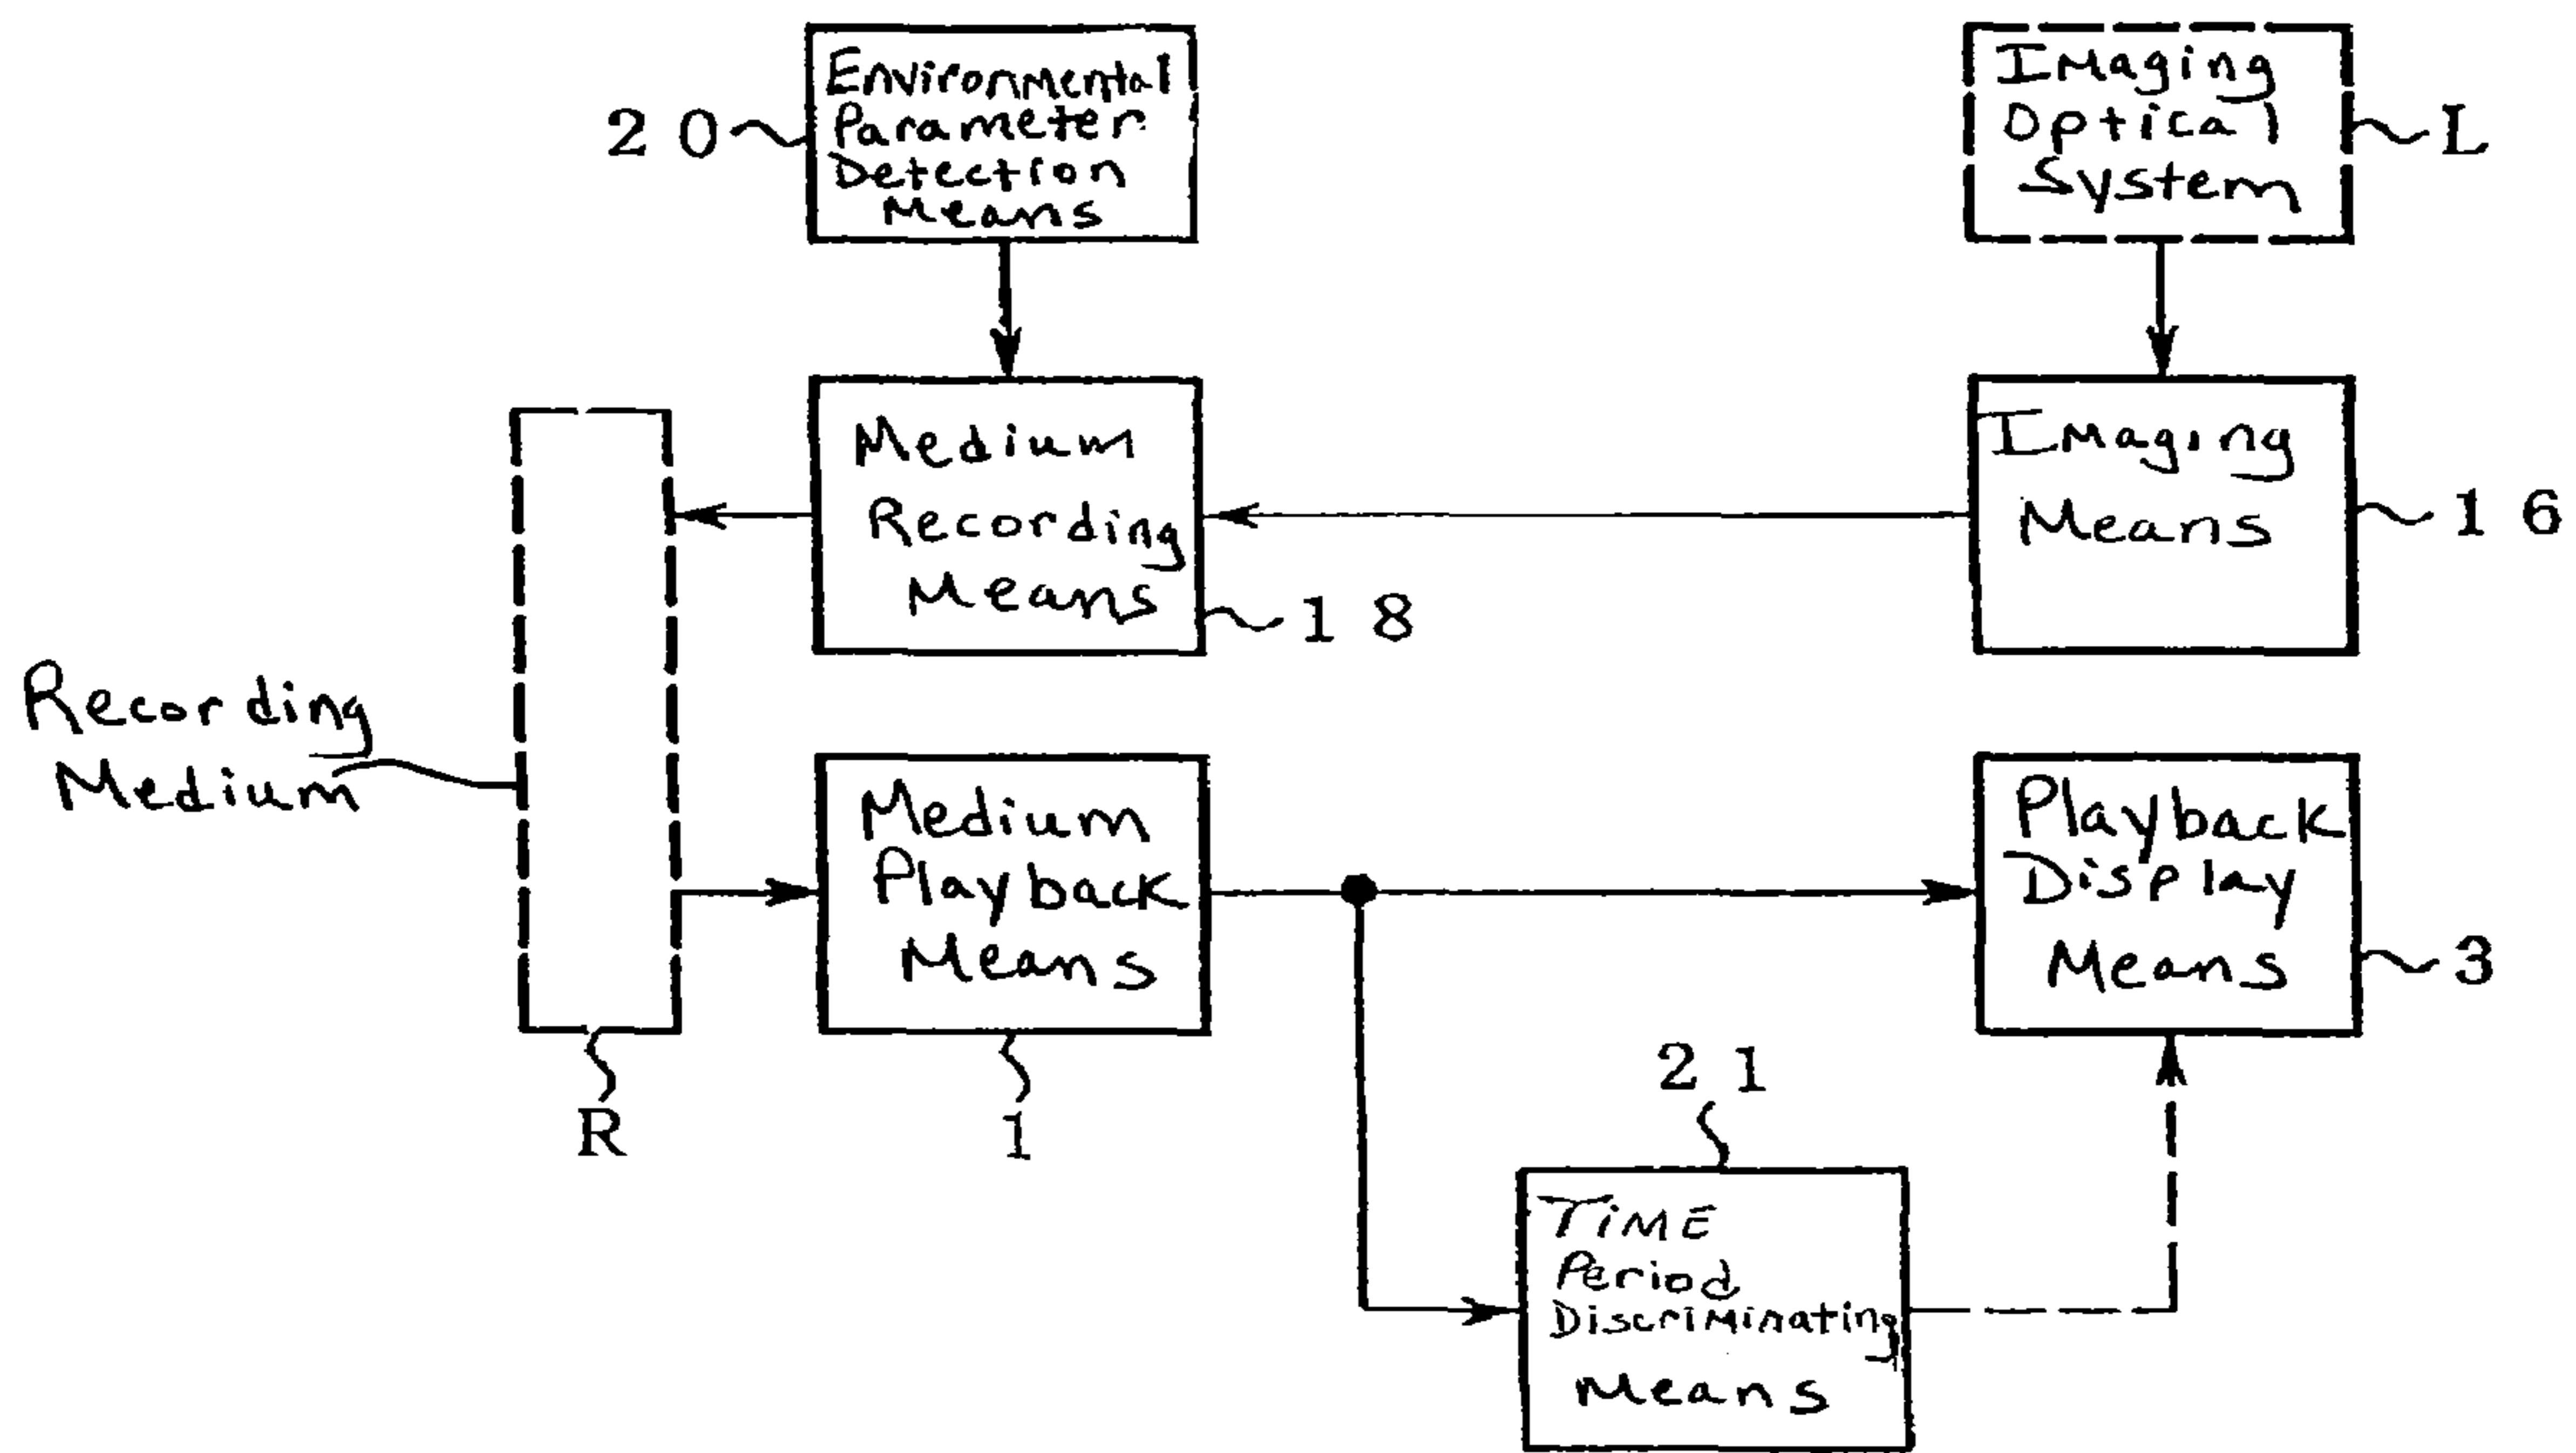 Environmental
Parameter
Detection
Means
20
Imaging
Optical
System
L
Medium
Recording
Means
18
Imaging
Means
16
Recording
Medium
R
Medium
Playback
Means
1
Playback
Display
Means
3
21
TiME
Period
Discriminating
Means